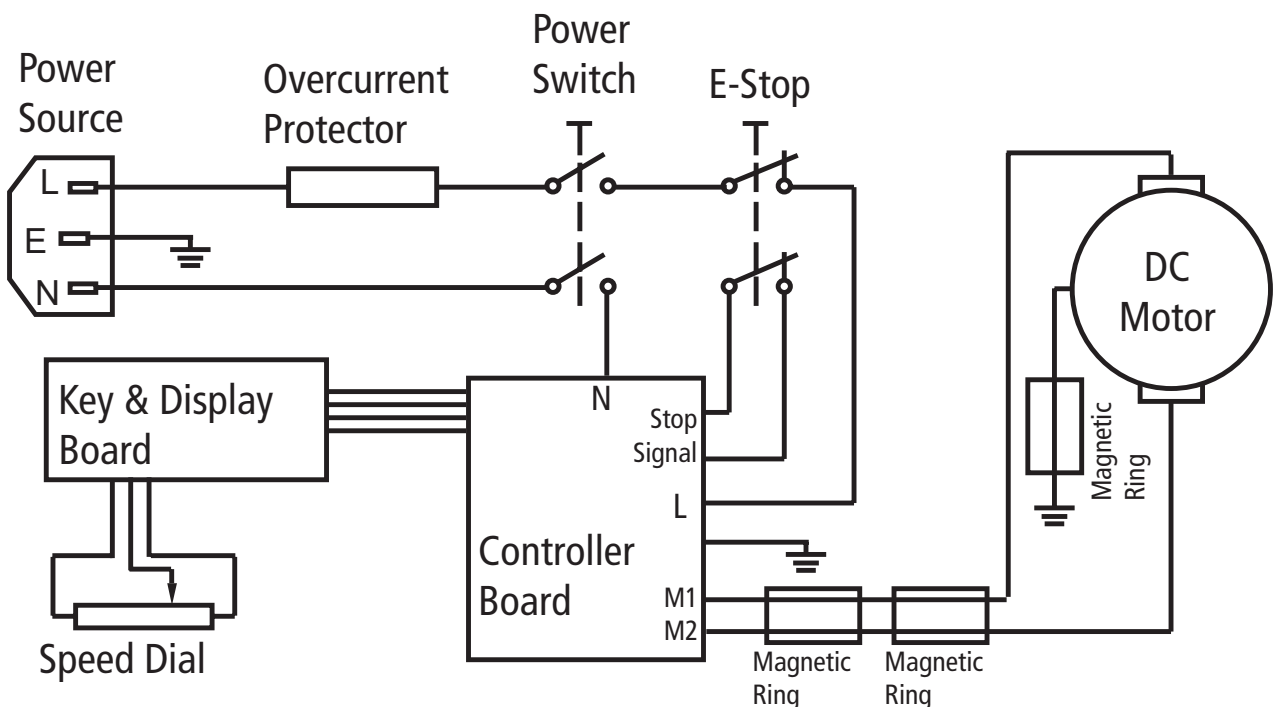 Power
Source
Overcurrent
Protector
Power
Switch
E-Stop
L
E
N
DC
Motor
Magnetic
Ring
Key & Display
Board
N
Stop
Signal
L
Controller
Board
M1
M2
Speed Dial
Magnetic
Ring
Magnetic
Ring